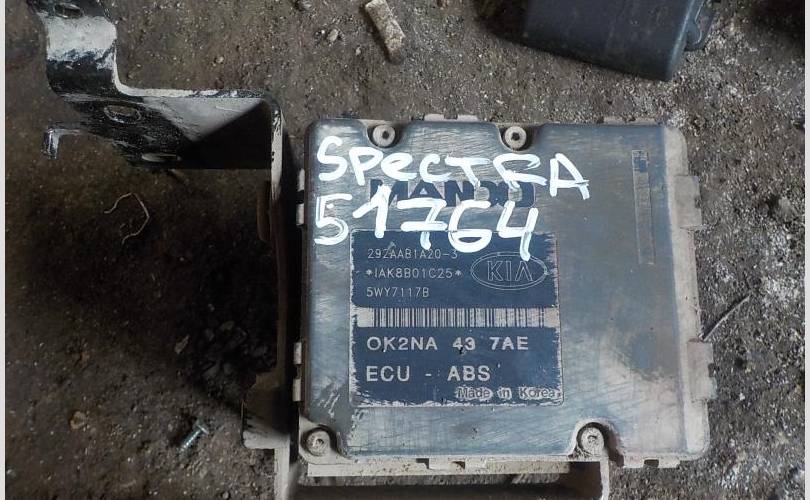 SPECTRA
MANDO
51764
292AAB1A20-3
*IAK8B01C25*
KIA
5WY7117B
OK2NA 43 7AE
ECU - ABS
Made in Korea